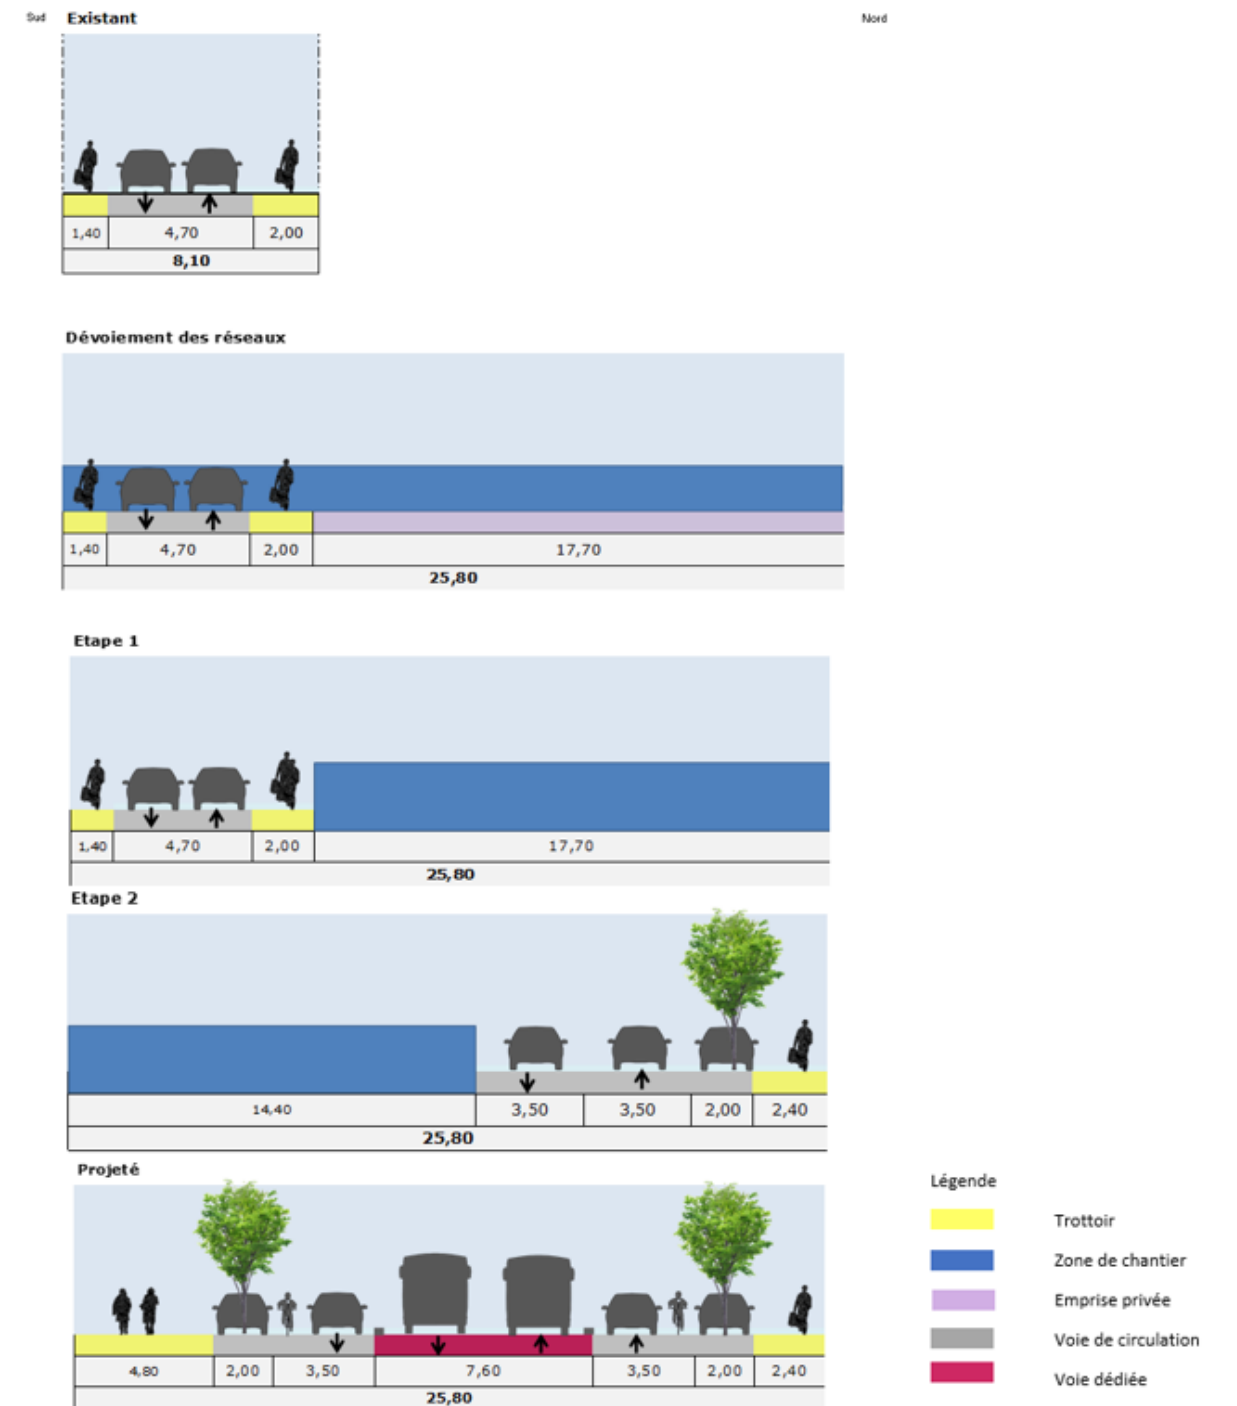 Sud Existant Nord
1,40 4,70 2,00
8,10
Dévoiement des réseaux
1,40 4,70 2,00 17,70
25,80
Etape 1
1,40 4,70 2,00 17,70
25,80
Etape 2
14,40 3,50 3,50 2,00 2,40
25,80
Projeté
4,80 2,00 3,50 7,60 3,50 2,00 2,40
25,80
Légende
Trottoir
Zone de chantier
Emprise privée
Voie de circulation
Voie dédiée